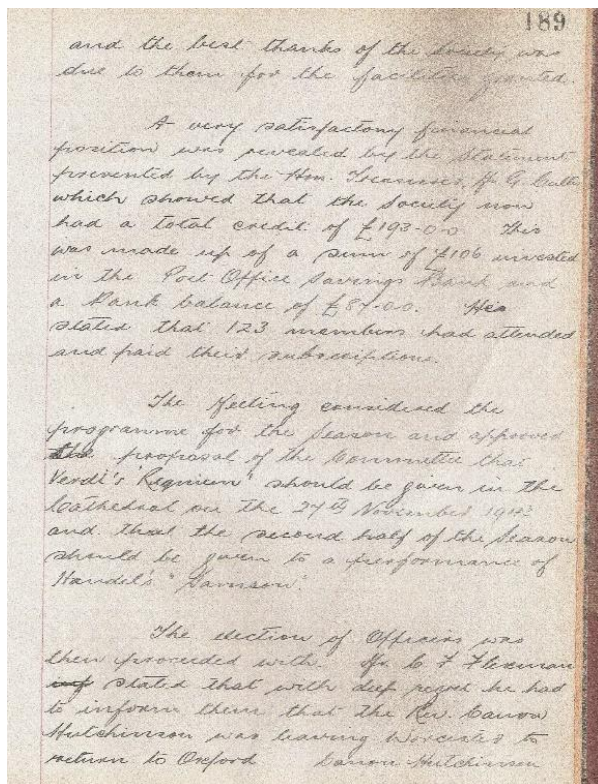 189
and the best thanks of the Society was
due to them for the facilities granted.
A very satisfactory financial
position was revealed by the Statement
presented by the Hon. Treasurer, Mr G.
which showed that the Society now
had a total credit of £193-0-0 This
was made up of a sum of £106 invested
in the Post Office Savings Bank and
a Bank balance of £87-0-0. He
stated that 123 members had attended
and paid their subscriptions.
The Meeting considered the
programme for the Season and approved
the proposal of the Committee that
Verdi's "Requiem" should be given in the
Cathedral on the November
and that the second half of the Season
should be given to a performance of
Handel's "Samson".
The election of Officers was
then proceeded with. Mr C F Flexman
stated that with deep regret he had
to inform them that the Rev. Canon
Hutchinson was leaving Worcester to
return to Oxford Canon Hutchinson